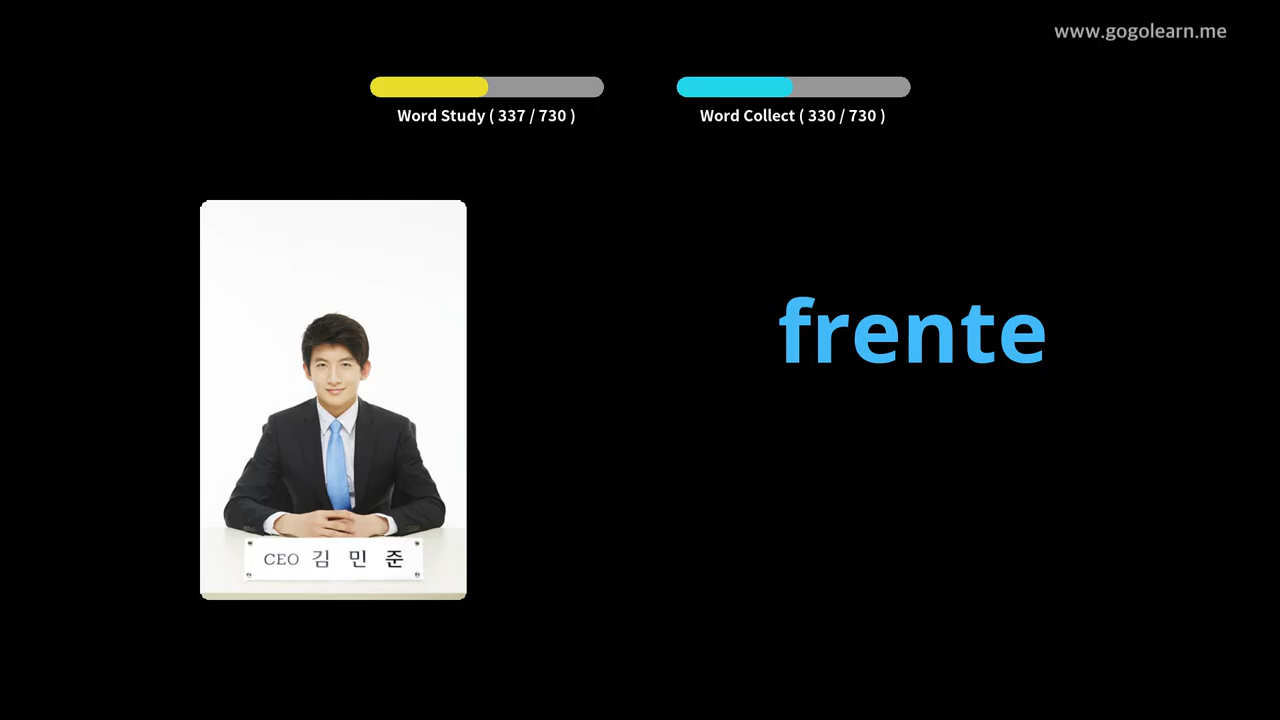 www.gogolearn.me
Word Study ( 337 / 730 )
Word Collect ( 330 / 730 )
frente
CEO 김 민 준